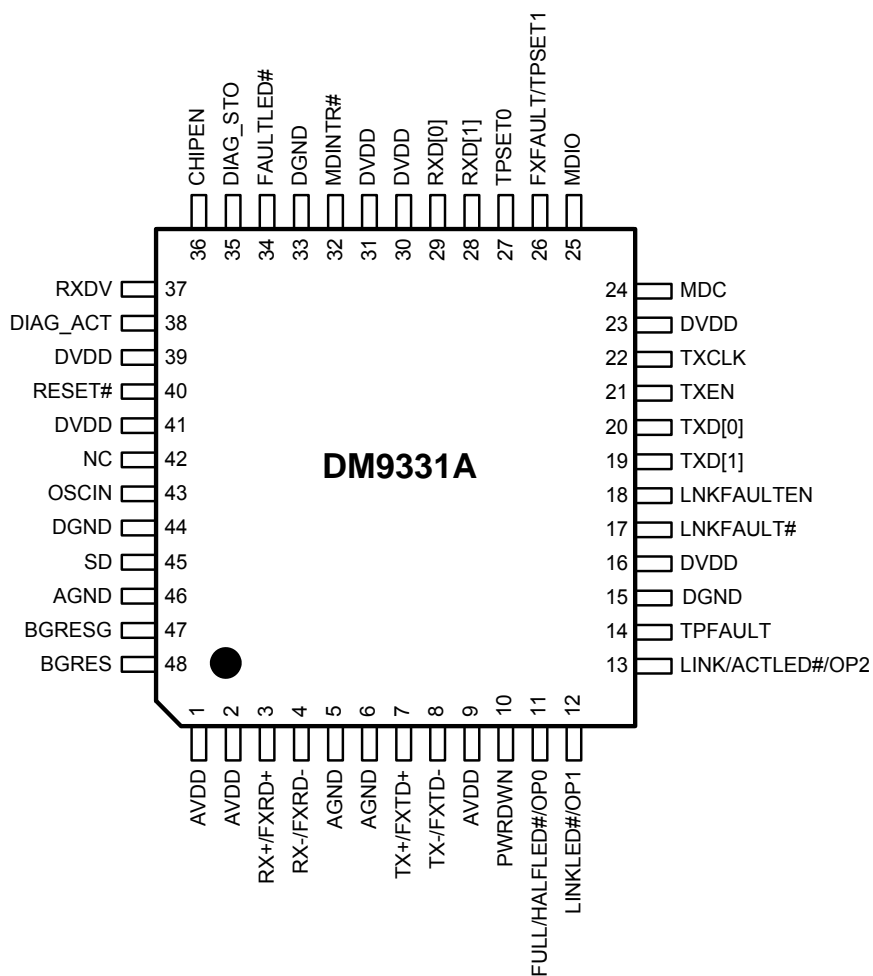 CHIPEN
DIAG_STO
FAULTLED#
DGND
MDINTR#
DVDD
DVDD
RXD[0]
RXD[1]
TPSET0
FXFAULT/TPSET1
MDIO
36
35
34
33
32
31
30
29
28
27
26
25
RXDV 37
DIAG_ACT 38
DVDD 39
RESET# 40
DVDD 41
NC 42
OSCIN 43
DGND 44
SD 45
AGND 46
BGRESG 47
BGRES 48
DM9331A
24 MDC
23 DVDD
22 TXCLK
21 TXEN
20 TXD[0]
19 TXD[1]
18 LNKFAULTEN
17 LNKFAULT#
16 DVDD
15 DGND
14 TPFAULT
13 LINK/ACTLED#/OP2
1
2
3
4
5
6
7
8
9
10
11
12
AVDD
AVDD
RX+/FXRD+
RX-/FXRD-
AGND
AGND
TX+/FXTD+
TX-/FXTD-
AVDD
PWRDWN
FULL/HALFLED#/OP0
LINKLED#/OP1